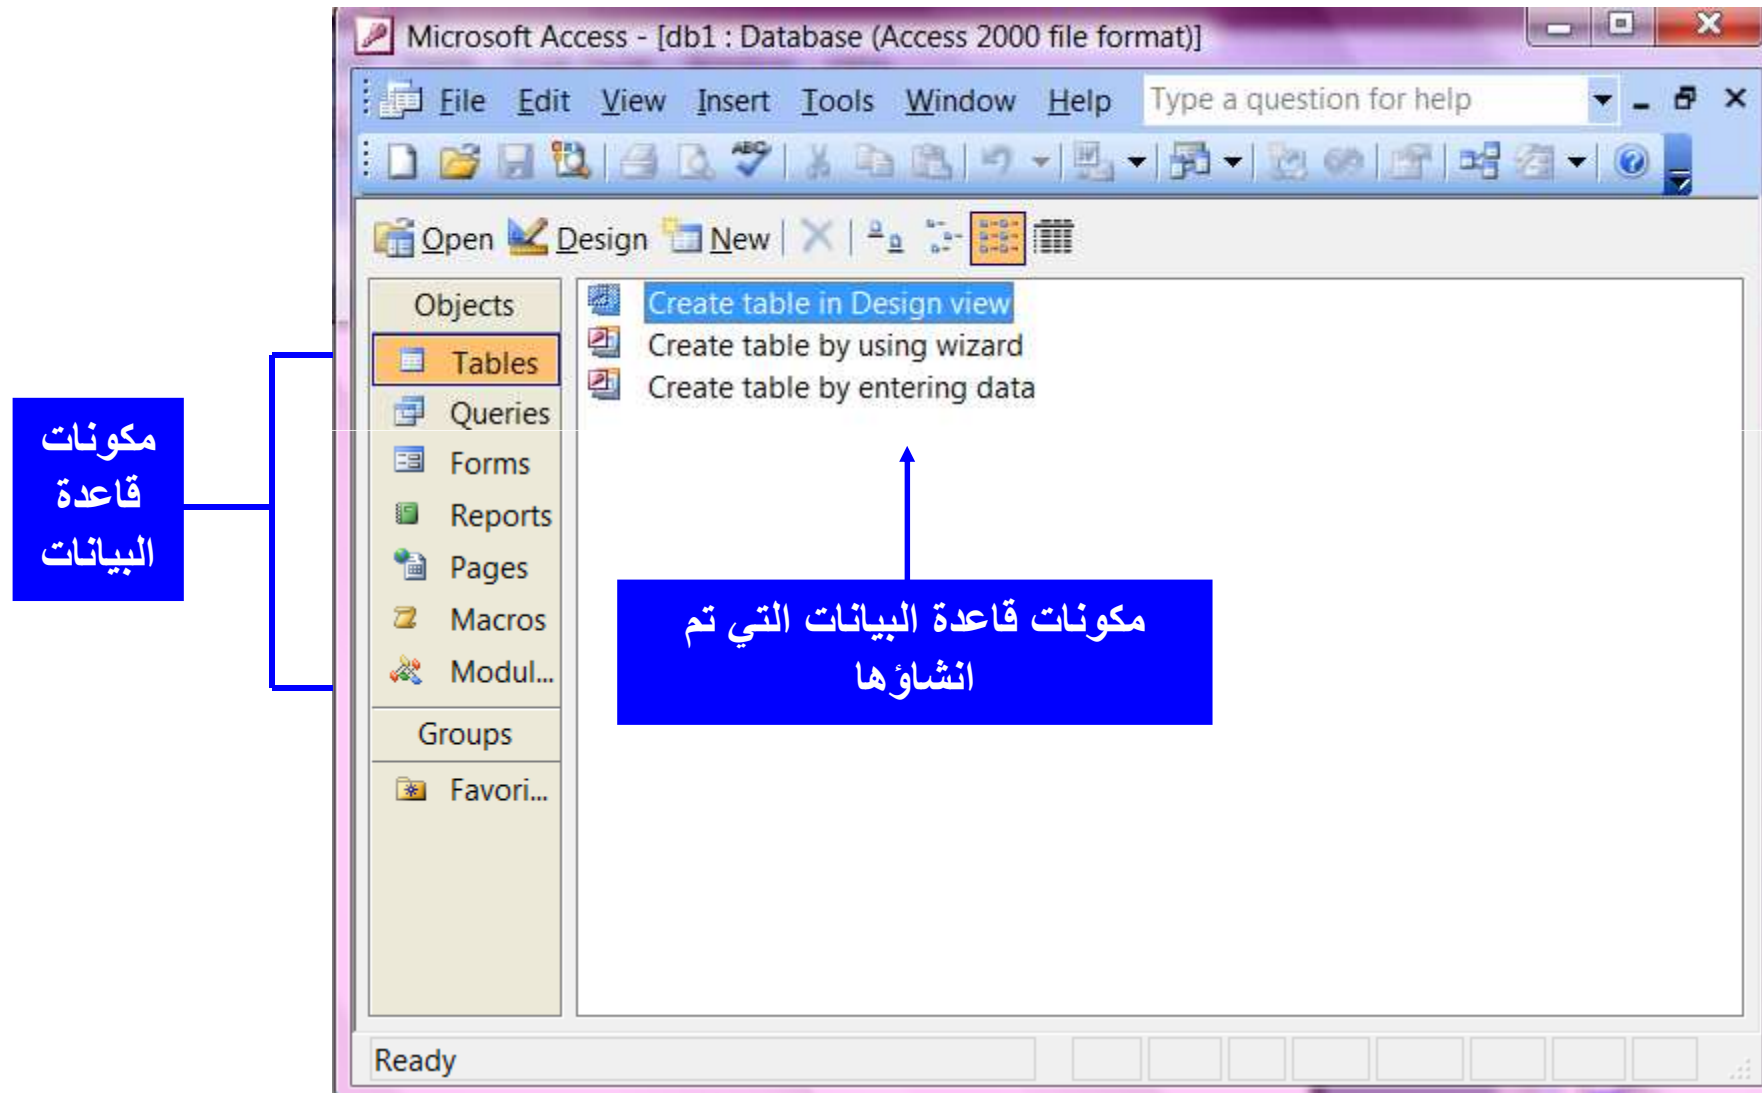 Microsoft Access - [db1 : Database (Access 2000 file format)]
File Edit View Insert Tools Window Help Type a question for help
ABC
Open Design New
Objects
Tables
Queries
Forms
Reports
Pages
Macros
Modul...
Groups
Favori...
Create table in Design view
Create table by using wizard
Create table by entering data
مكونات
قاعدة
البيانات
مكونات قاعدة البيانات التي تم
انشاؤها
Ready